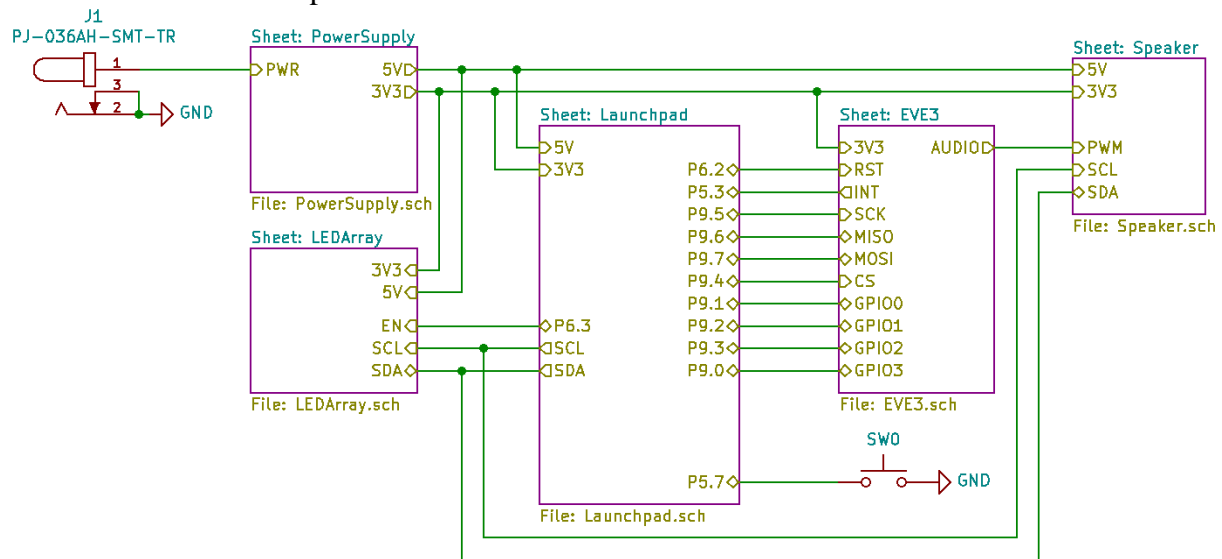 J1
PJ-036AH-SMT-TR
1
3
2
GND
Sheet: PowerSupply
PWR
5V
3V3
File: PowerSupply.sch
Sheet: LEDArray
3V3
5V
EN
SCL
SDA
File: LEDArray.sch
Sheet: Launchpad
5V
3V3
P6.3
SCL
SDA
P6.2
P5.3
P9.5
P9.6
P9.7
P9.4
P9.1
P9.2
P9.3
P9.0
P5.7
File: Launchpad.sch
Sheet: EVE3
3V3
RST
INT
SCK
MISO
MOSI
CS
GPIO0
GPIO1
GPIO2
GPIO3
AUDIO
File: EVE3.sch
SW0
GND
Sheet: Speaker
5V
3V3
PWM
SCL
SDA
File: Speaker.sch